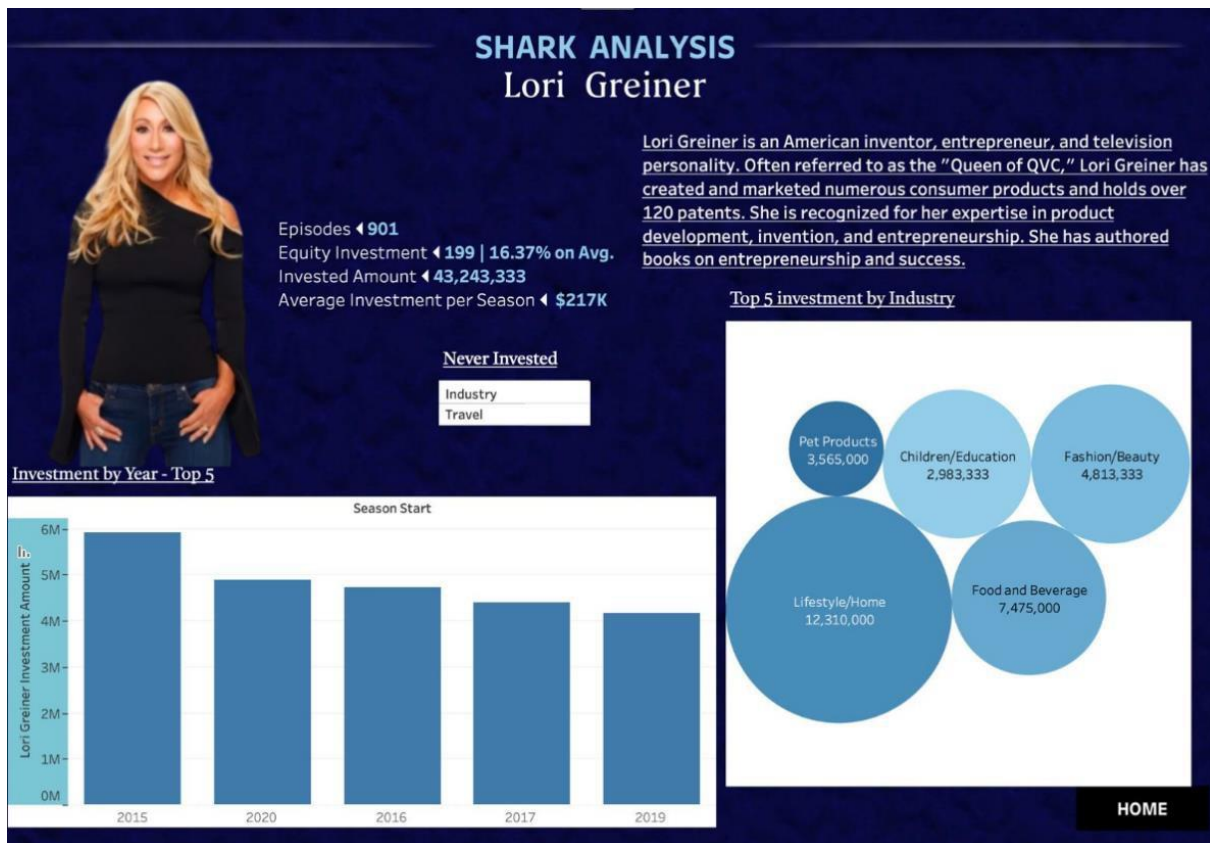 SHARK ANALYSIS
Lori Greiner
Lori Greiner is an American inventor, entrepreneur, and television
personality. Often referred to as the "Queen of QVC," Lori Greiner has
created and marketed numerous consumer products and holds over
120 patents. She is recognized for her expertise in product
development, invention, and entrepreneurship. She has authored
books on entrepreneurship and success.
Episodes 901
Equity Investment 199 | 16.37% on Avg.
Invested Amount 43,243,333
Average Investment per Season $217K
Never Invested
Industry
Travel
Investment by Year - Top 5
Season Start
Lori Greiner Investment Amount
6M
5M
4M
3M
2M
1M
0M
2015 2020 2016 2017 2019
Top 5 investment by Industry
Pet Products
3,565,000
Children/Education
2,983,333
Fashion/Beauty
4,813,333
Lifestyle/Home
12,310,000
Food and Beverage
7,475,000
HOME